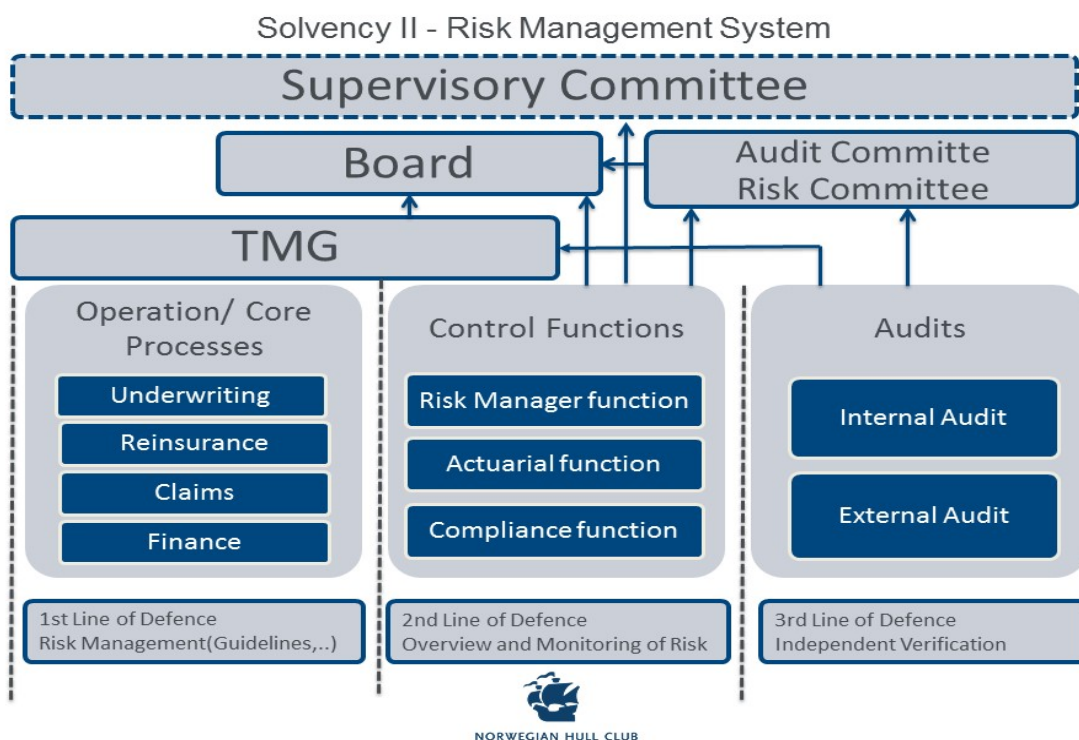 Solvency II - Risk Management System
Supervisory Committee
Board
Audit Committe
Risk Committee
TMG
Operation/ Core
Processes
Underwriting
Reinsurance
Claims
Finance
Control Functions
Risk Manager function
Actuarial function
Compliance function
Audits
Internal Audit
External Audit
1st Line of Defence
Risk Management(Guidelines,..)
2nd Line of Defence
Overview and Monitoring of Risk
3rd Line of Defence
Independent Verification
NORWEGIAN HULL CLUB